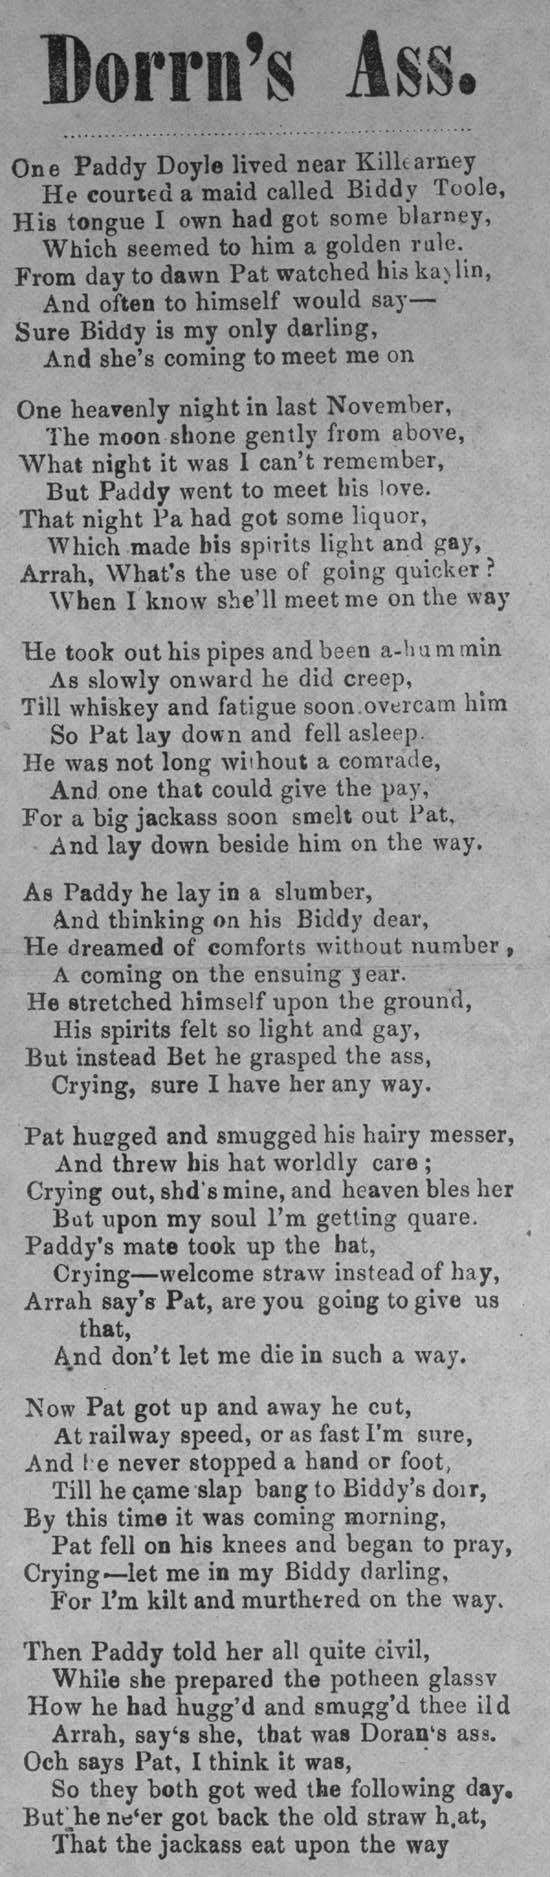 Dorrn's Ass.
One Paddy Doyle lived near Killearney
He courted a maid called Biddy Toole,
His tongue I own had got some blarney,
Which seemed to him a golden rule.
From day to dawn Pat watched his kaylin,
And often to himself would say—
Sure Biddy is my only darling,
And she's coming to meet me on
One heavenly night in last November,
The moon shone gently from above,
What night it was I can't remember,
But Paddy went to meet his love.
That night Pa had got some liquor,
Which made his spirits light and gay,
Arrah, What's the use of going quicker?
When I know she'll meet me on the way
He took out his pipes and been a-hummin
As slowly onward he did creep,
Till whiskey and fatigue soon overcam him
So Pat lay down and fell asleep.
He was not long without a comrade,
And one that could give the pay,
For a big jackass soon smelt out Pat,
And lay down beside him on the way.
As Paddy he lay in a slumber,
And thinking on his Biddy dear,
He dreamed of comforts without number,
A coming on the ensuing year.
He stretched himself upon the ground,
His spirits felt so light and gay,
But instead Bet he grasped the ass,
Crying, sure I have her any way.
Pat hugged and smugged his hairy messer,
And threw his hat worldly care;
Crying out, shd's mine, and heaven bles her
But upon my soul I'm getting quare.
Paddy's mate took up the hat,
Crying—welcome straw instead of hay,
Arrah say's Pat, are you going to give us
that,
And don't let me die in such a way.
Now Pat got up and away he cut,
At railway speed, or as fast I'm sure,
And he never stopped a hand or foot,
Till he came slap bang to Biddy's doir,
By this time it was coming morning,
Pat fell on his knees and began to pray,
Crying—let me in my Biddy darling,
For I'm kilt and murthered on the way.
Then Paddy told her all quite civil,
While she prepared the potheen glassv
How he had hugg'd and smugg'd thee ild
Arrah, say's she, that was Doran's ass.
Och says Pat, I think it was,
So they both got wed the following day.
But he ne'er got back the old straw h.at,
That the jackass eat upon the way